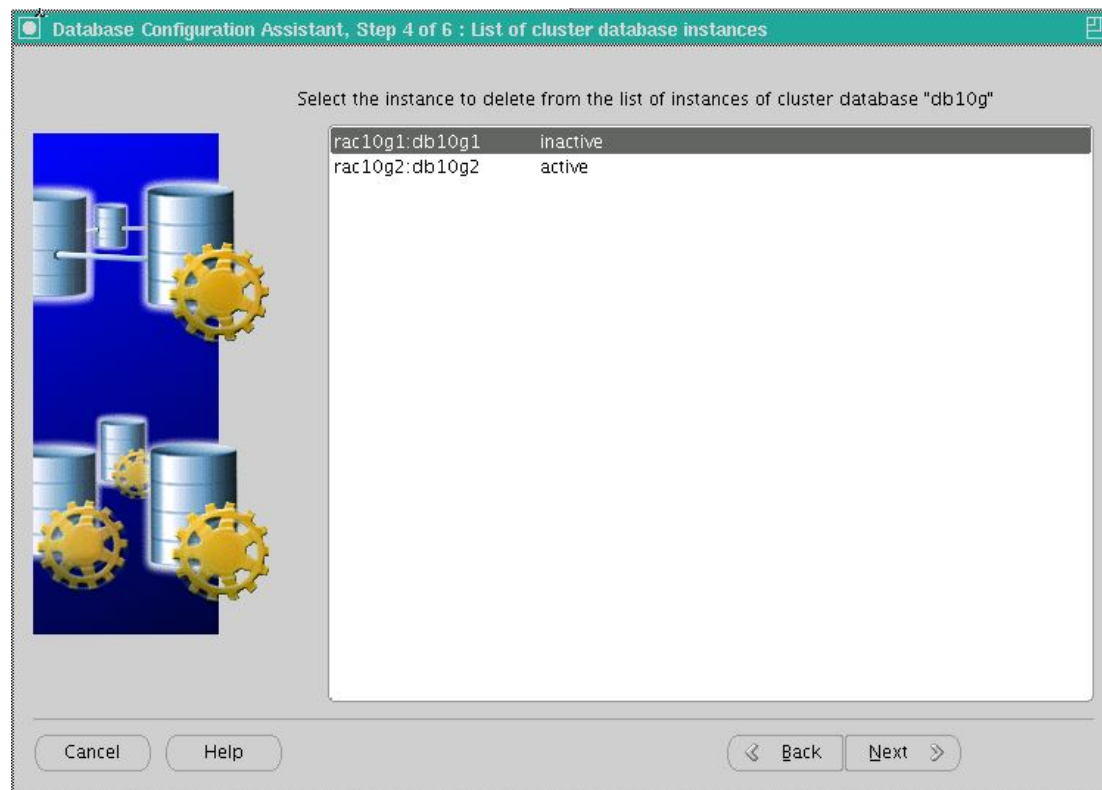 Database Configuration Assistant, Step 4 of 6 : List of cluster database instances
Select the instance to delete from the list of instances of cluster database "db10g"
rac10g1:db10g1 inactive
rac10g2:db10g2 active
Cancel Help Back Next